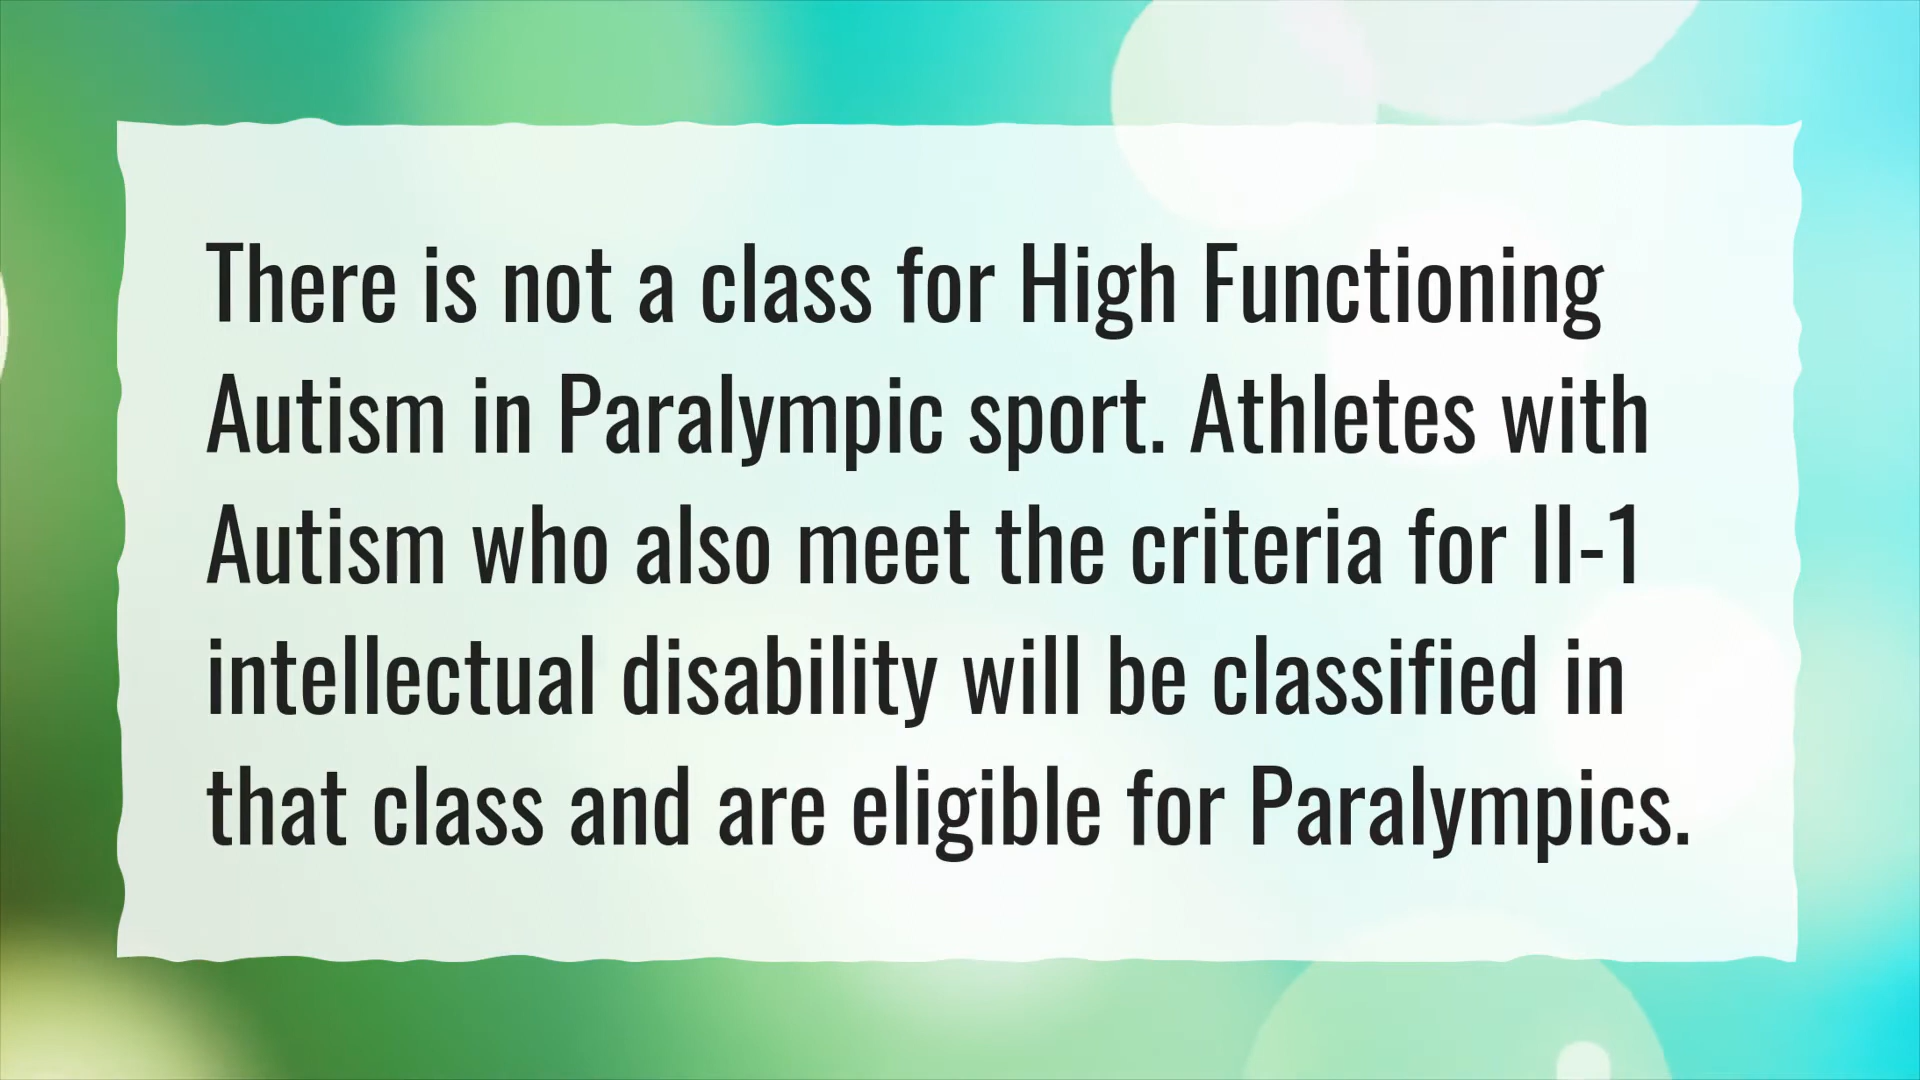 There is not a class for High Functioning
Autism in Paralympic sport. Athletes with
Autism who also meet the criteria for II-1
intellectual disability will be classified in
that class and are eligible for Paralympics.